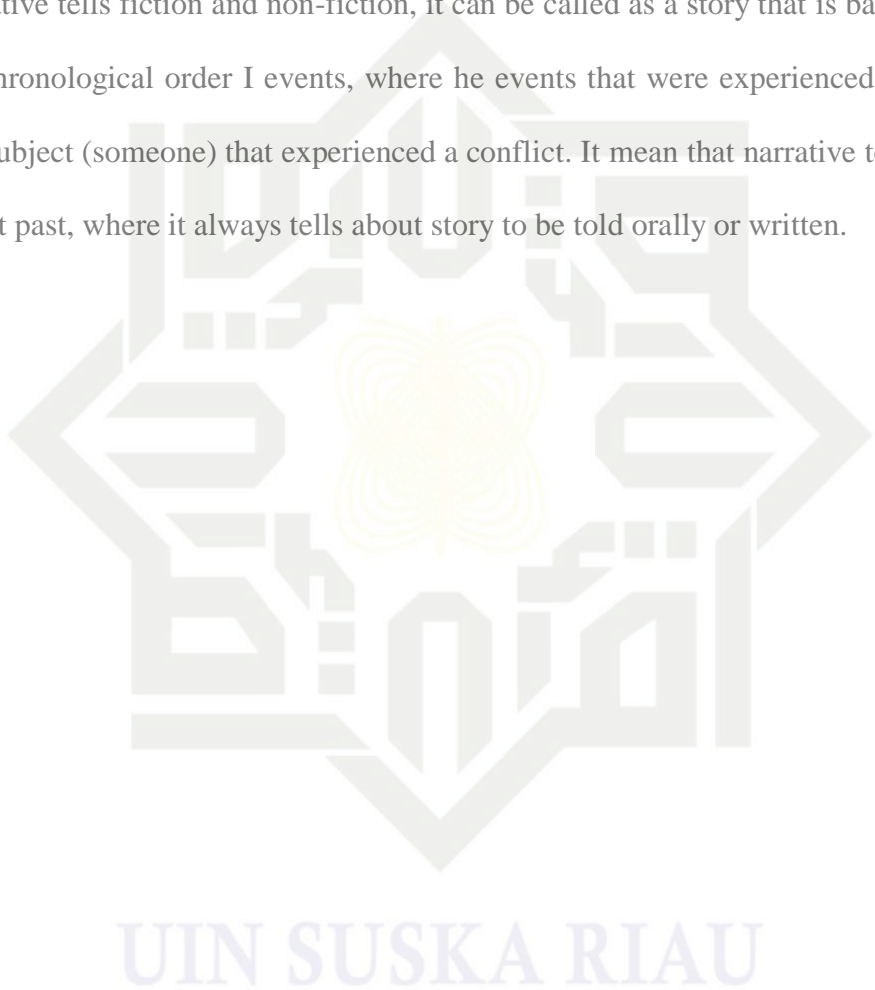 tive tells fiction and non-fiction, it can be called as a story that is ba
hronological order I events, where he events that were experienced
ubject (someone) that experienced a conflict. It mean that narrative t
t past, where it always tells about story to be told orally or written.
UIN SUSKA RIAU